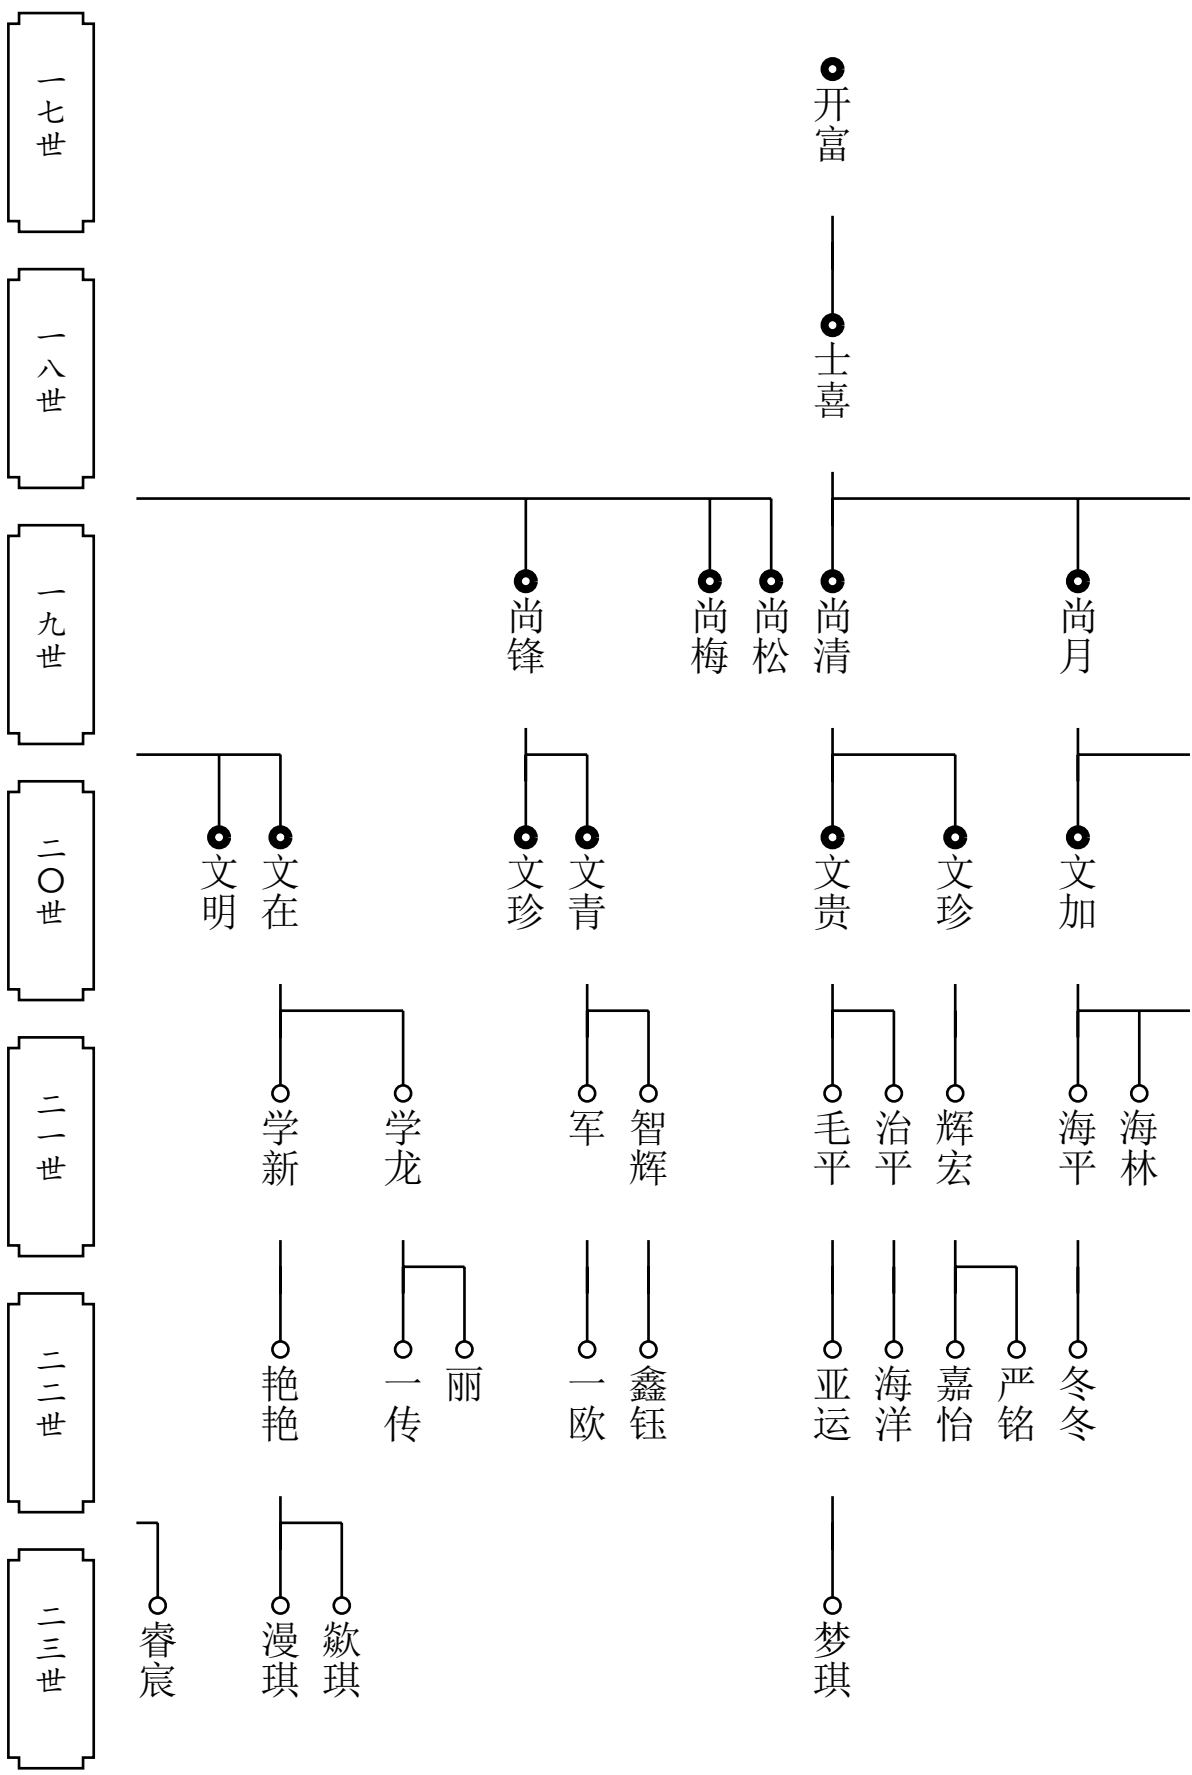 一七世
开富
一八世
士喜
一九世
尚锋
尚梅
尚松
尚清
尚月
二〇世
文明
文在
文珍
文青
文贵
文珍
文加
二一世
学新
学龙
军
智辉
毛平
治平
辉宏
海平
海林
二二世
艳艳
一传
丽
一欧
鑫钰
亚运
海洋
嘉怡
严铭
冬冬
二三世
睿宸
漫琪
歘琪
梦琪